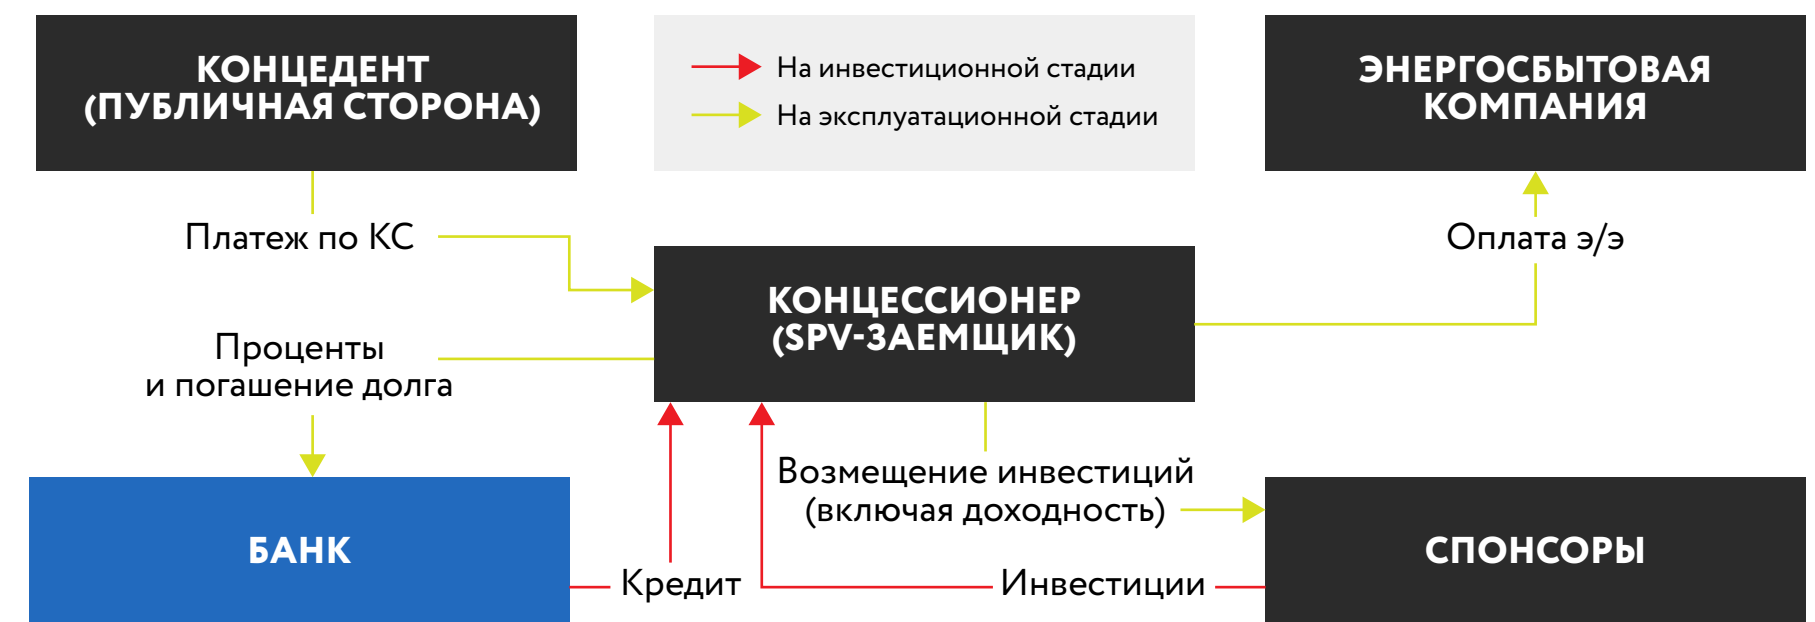 КОНЦЕДЕНТ
(ПУБЛИЧНАЯ СТОРОНА)
На инвестиционной стадии
На эксплуатационной стадии
ЭНЕРГОСБЫТОВАЯ
КОМПАНИЯ
Платеж по КС
Оплата э/э
КОНЦЕССИОНЕР
(SPV-ЗАЕМЩИК)
Проценты
и погашение долга
Возмещение инвестиций
(включая доходность)
БАНК
СПОНСОРЫ
Кредит
Инвестиции